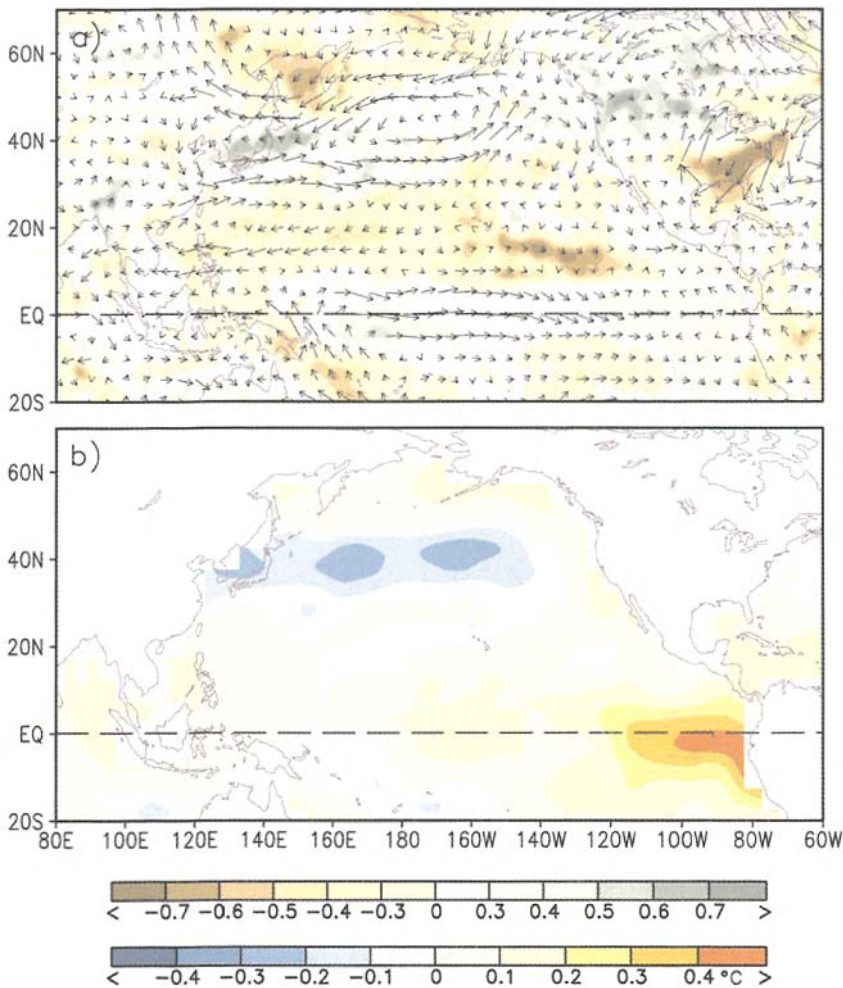 a)
60N
40N
20N
EQ
20S
b)
60N
40N
20N
EQ
20S
80E 100E 120E 140E 160E 180 160W 140W 120W 100W 80W 60W
< -0.7 -0.6 -0.5 -0.4 -0.3 0 0.3 0.4 0.5 0.6 0.7 >
< -0.4 -0.3 -0.2 -0.1 0 0.1 0.2 0.3 0.4 °C >